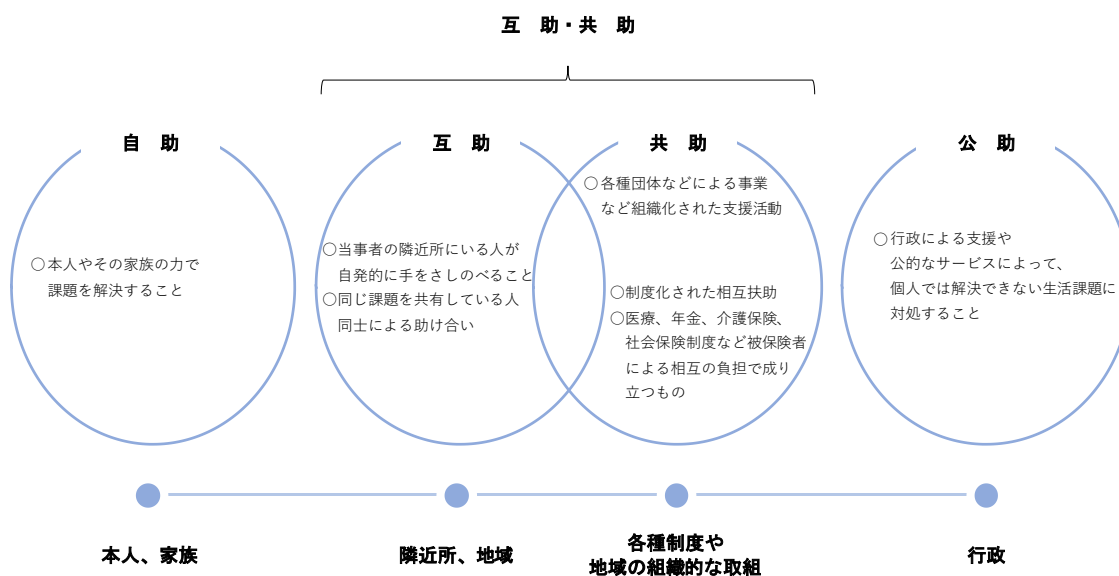 互　助・共　助
自　助
○本人やその家族の力で
課題を解決すること
互　助
○当事者の隣近所にいる人が
自発的に手をさしのべること
○同じ課題を共有している人
同士による助け合い
共　助
○各種団体などによる事業
など組織化された支援活動
○制度化された相互扶助
○医療、年金、介護保険、
社会保険制度など被保険者
による相互の負担で成り
立つもの
公　助
○行政による支援や
公的なサービスによって、
個人では解決できない生活課題に
対処すること
本人、家族
隣近所、地域
各種制度や
地域の組織的な取組
行政